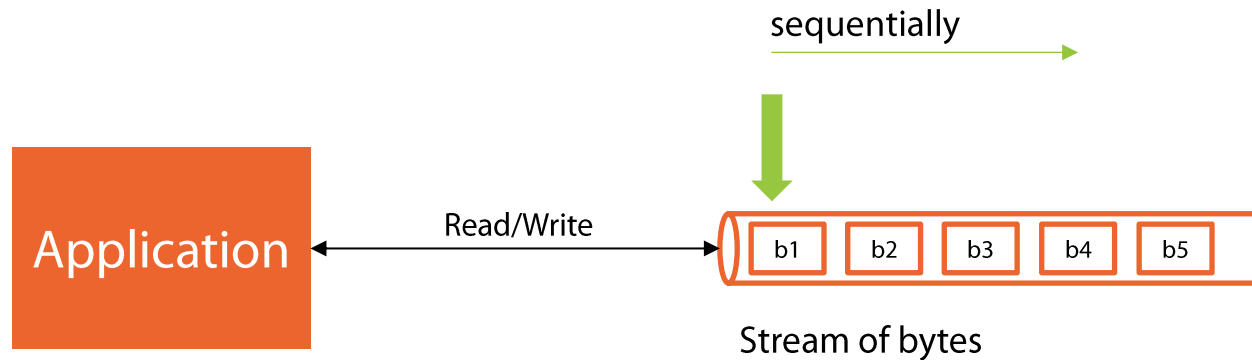 sequentially
Application
Read/Write
b1 b2 b3 b4 b5
Stream of bytes